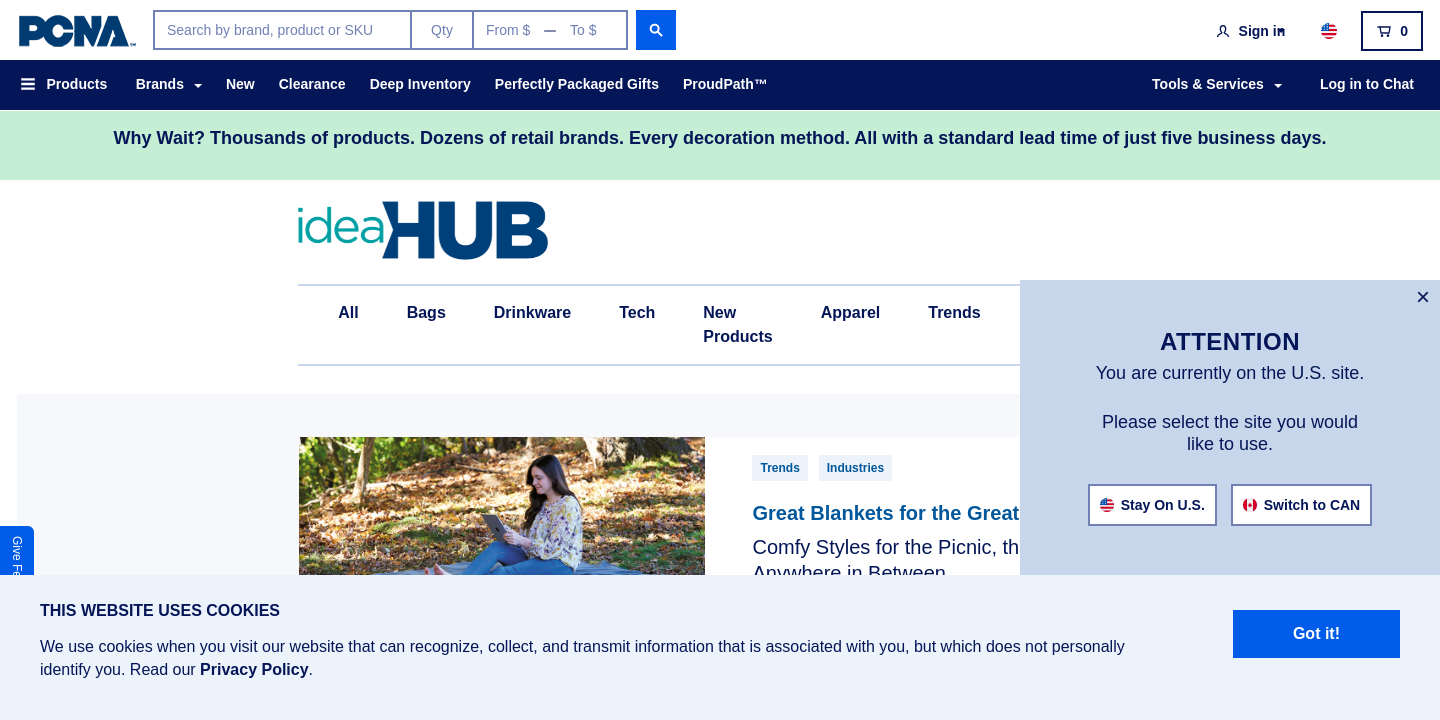 PCNA™
Search by brand, product or SKU
Qty
From $ — To $
Sign in
0
Products
Brands
New
Clearance
Deep Inventory
Perfectly Packaged Gifts
ProudPath™
Tools & Services
Log in to Chat
Why Wait? Thousands of products. Dozens of retail brands. Every decoration method. All with a standard lead time of just five business days.
ideaHUB
All
Bags
Drinkware
Tech
New
Products
Apparel
Trends
×
ATTENTION
You are currently on the U.S. site.
Please select the site you would
like to use.
Stay On U.S.
Switch to CAN
Trends
Industries
Great Blankets for the Great
Comfy Styles for the Picnic,
Anywhere in Between
Give
THIS WEBSITE USES COOKIES
We use cookies when you visit our website that can recognize, collect, and transmit information that is associated with you, but which does not personally
identify you. Read our Privacy Policy.
Got it!